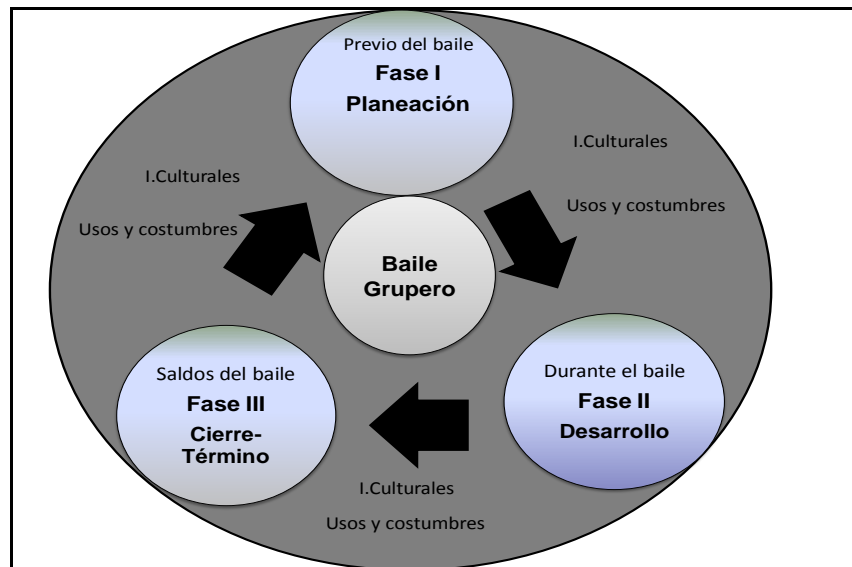 Previo del baile
Fase I
Planeación
I.Culturales
Usos y costumbres
I.Culturales
Usos y costumbres
Baile
Grupero
Saldos del baile
Fase III
Cierre-
Término
Durante el baile
Fase II
Desarrollo
I.Culturales
Usos y costumbres